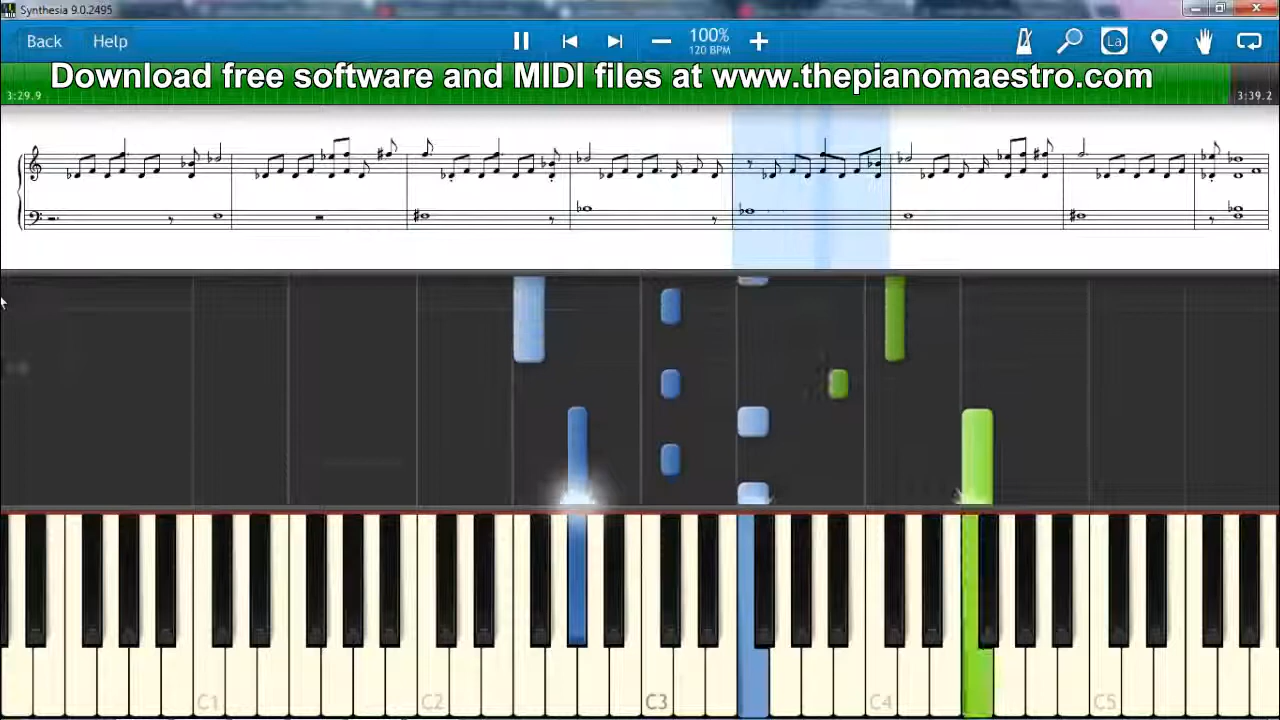 Synthesia 9.0.2495
Back Help
100%
120 BPM
La
Download free software and MIDI files at www.thepianomaestro.com
3:29.9 3:39.2
C1 C2 C3 C4 C5